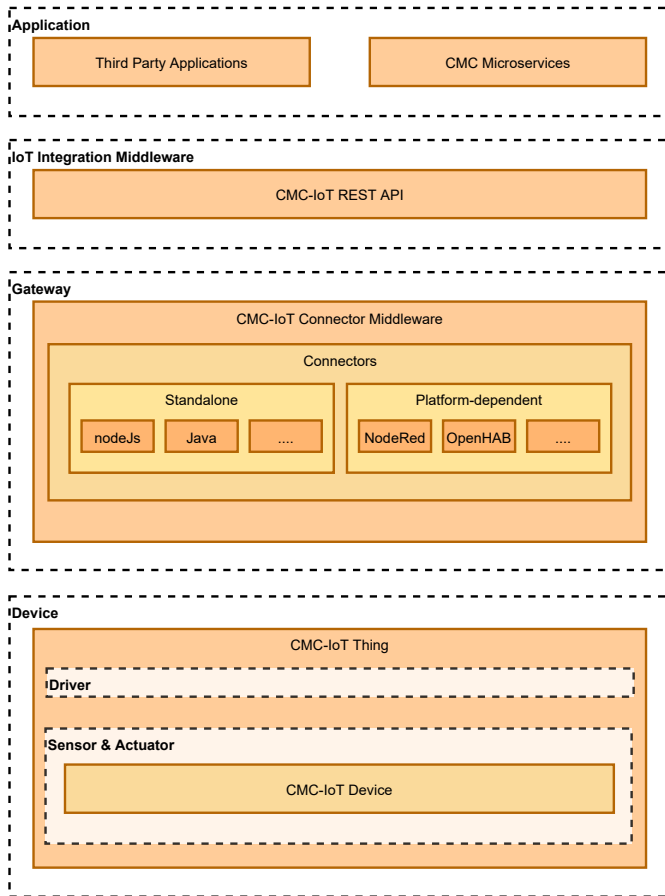 Application
Third Party Applications
CMC Microservices
IoT Integration Middleware
CMC-IoT REST API
Gateway
CMC-IoT Connector Middleware
Connectors
Standalone
Platform-dependent
nodeJs
Java
....
NodeRed
OpenHAB
....
Device
CMC-IoT Thing
Driver
Sensor & Actuator
CMC-IoT Device